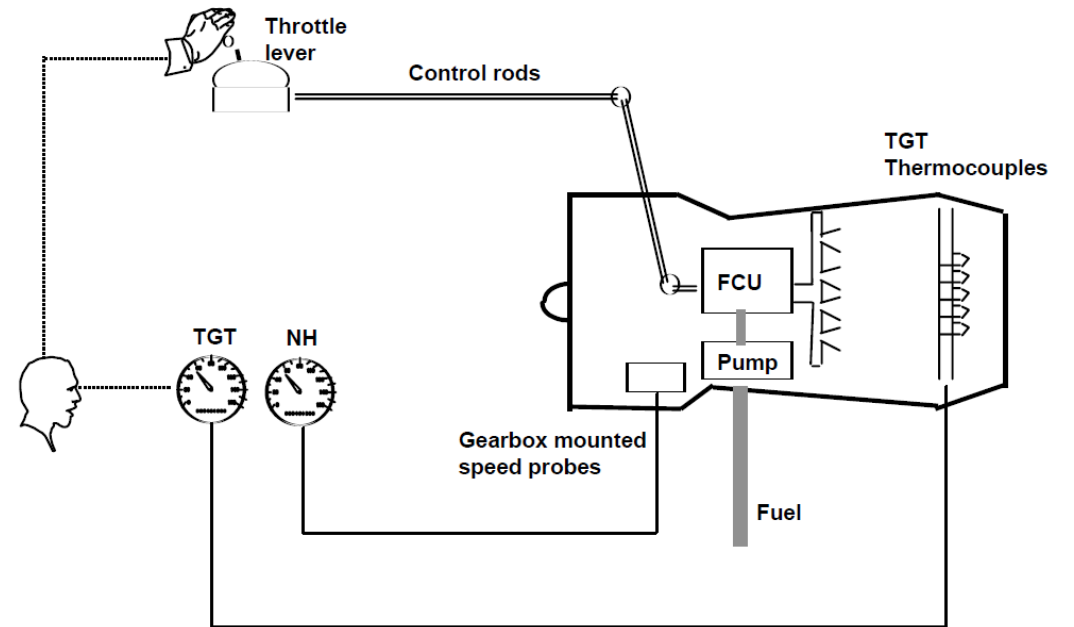 Throttle
lever
Control rods
TGT
Thermocouples
FCU
TGT
NH
Pump
Gearbox mounted
speed probes
Fuel